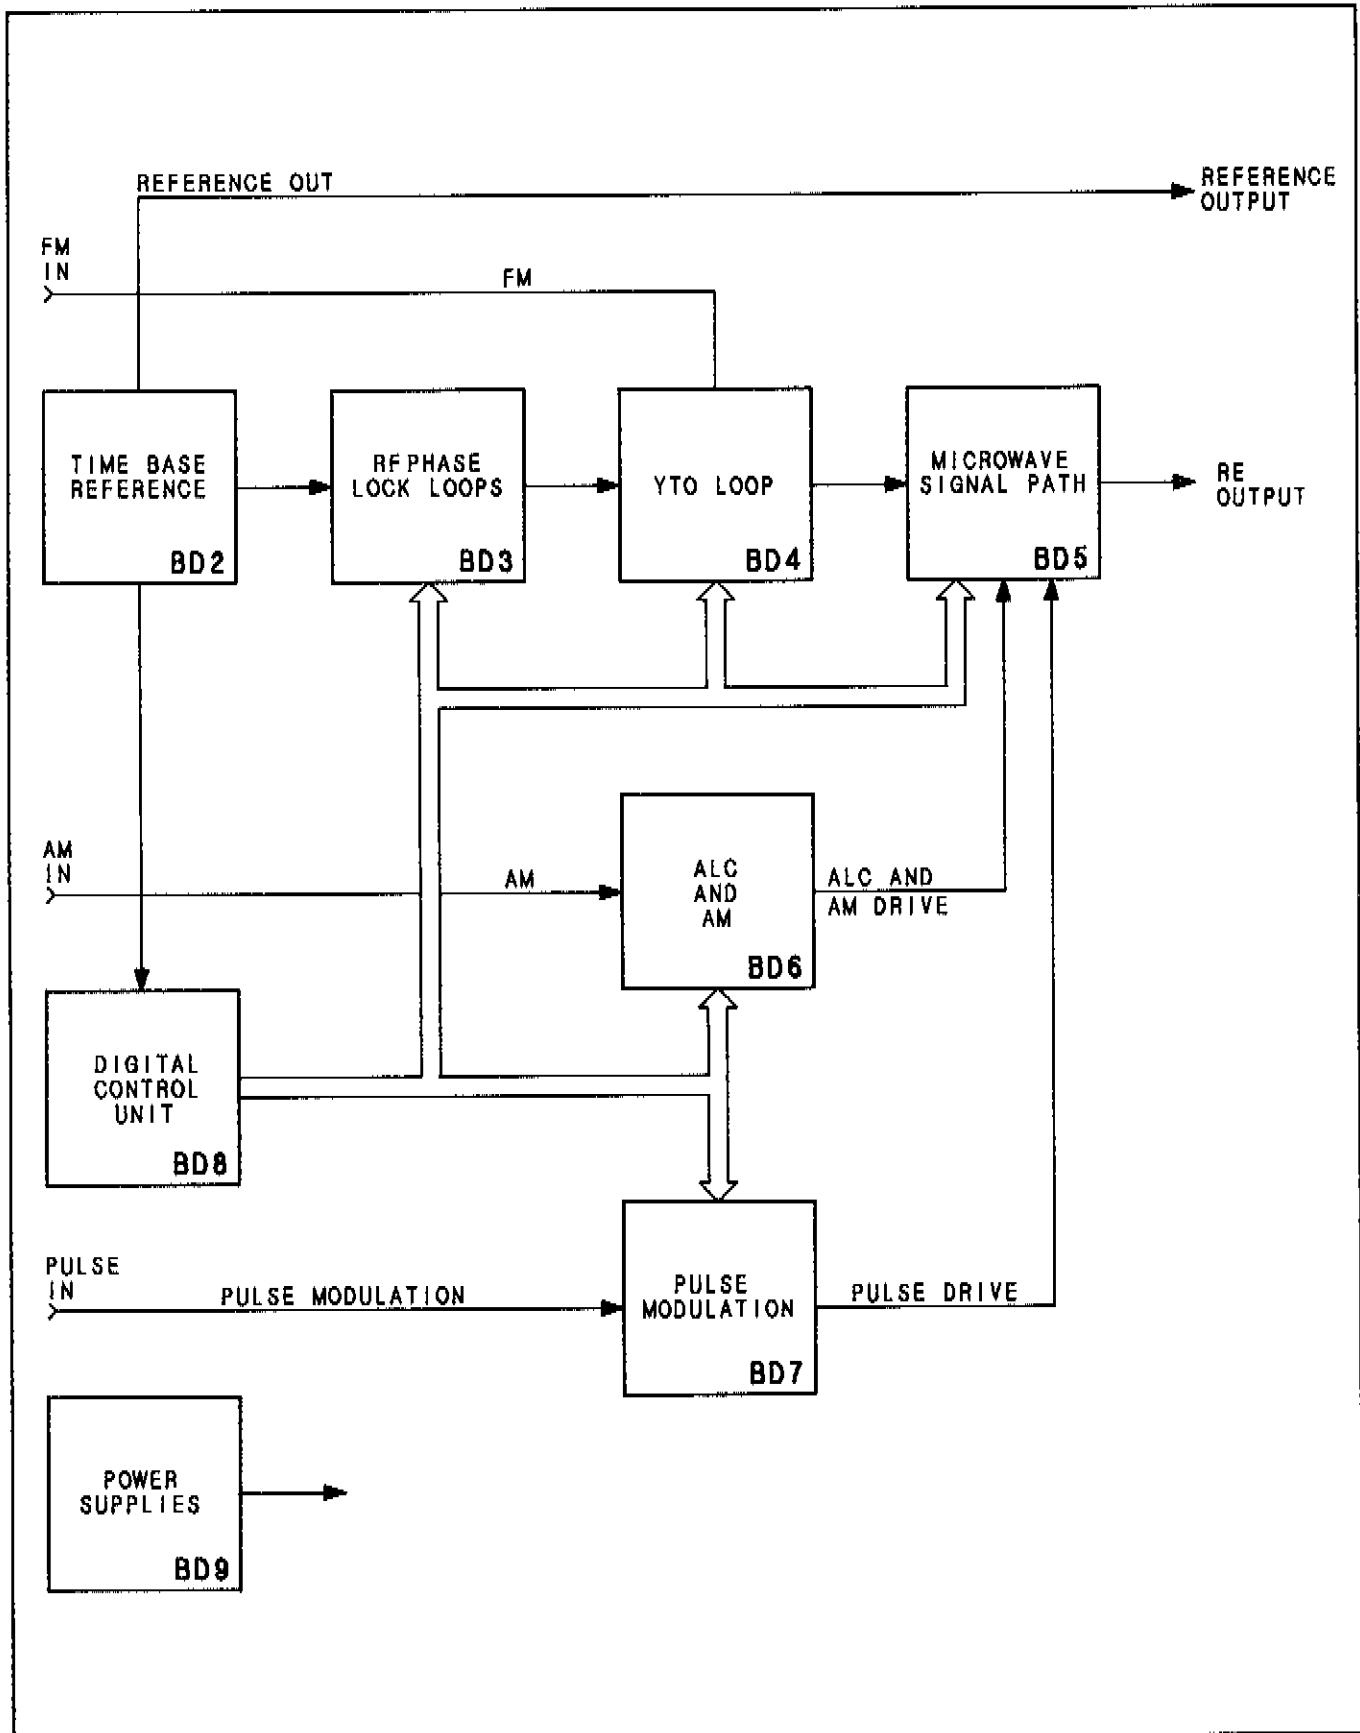 REFERENCE OUT
REFERENCE
OUTPUT
FM
IN
FM
TIME BASE
REFERENCE
BD2
RF PHASE
LOCK LOOPS
BD3
YTO LOOP
BD4
MICROWAVE
SIGNAL PATH
BD5
RE
OUTPUT
AM
IN
AM
ALC
AND
AM
BD6
ALC AND
AM DRIVE
DIGITAL
CONTROL
UNIT
BD8
PULSE
IN
PULSE MODULATION
PULSE
MODULATION
BD7
PULSE DRIVE
POWER
SUPPLIES
BD9